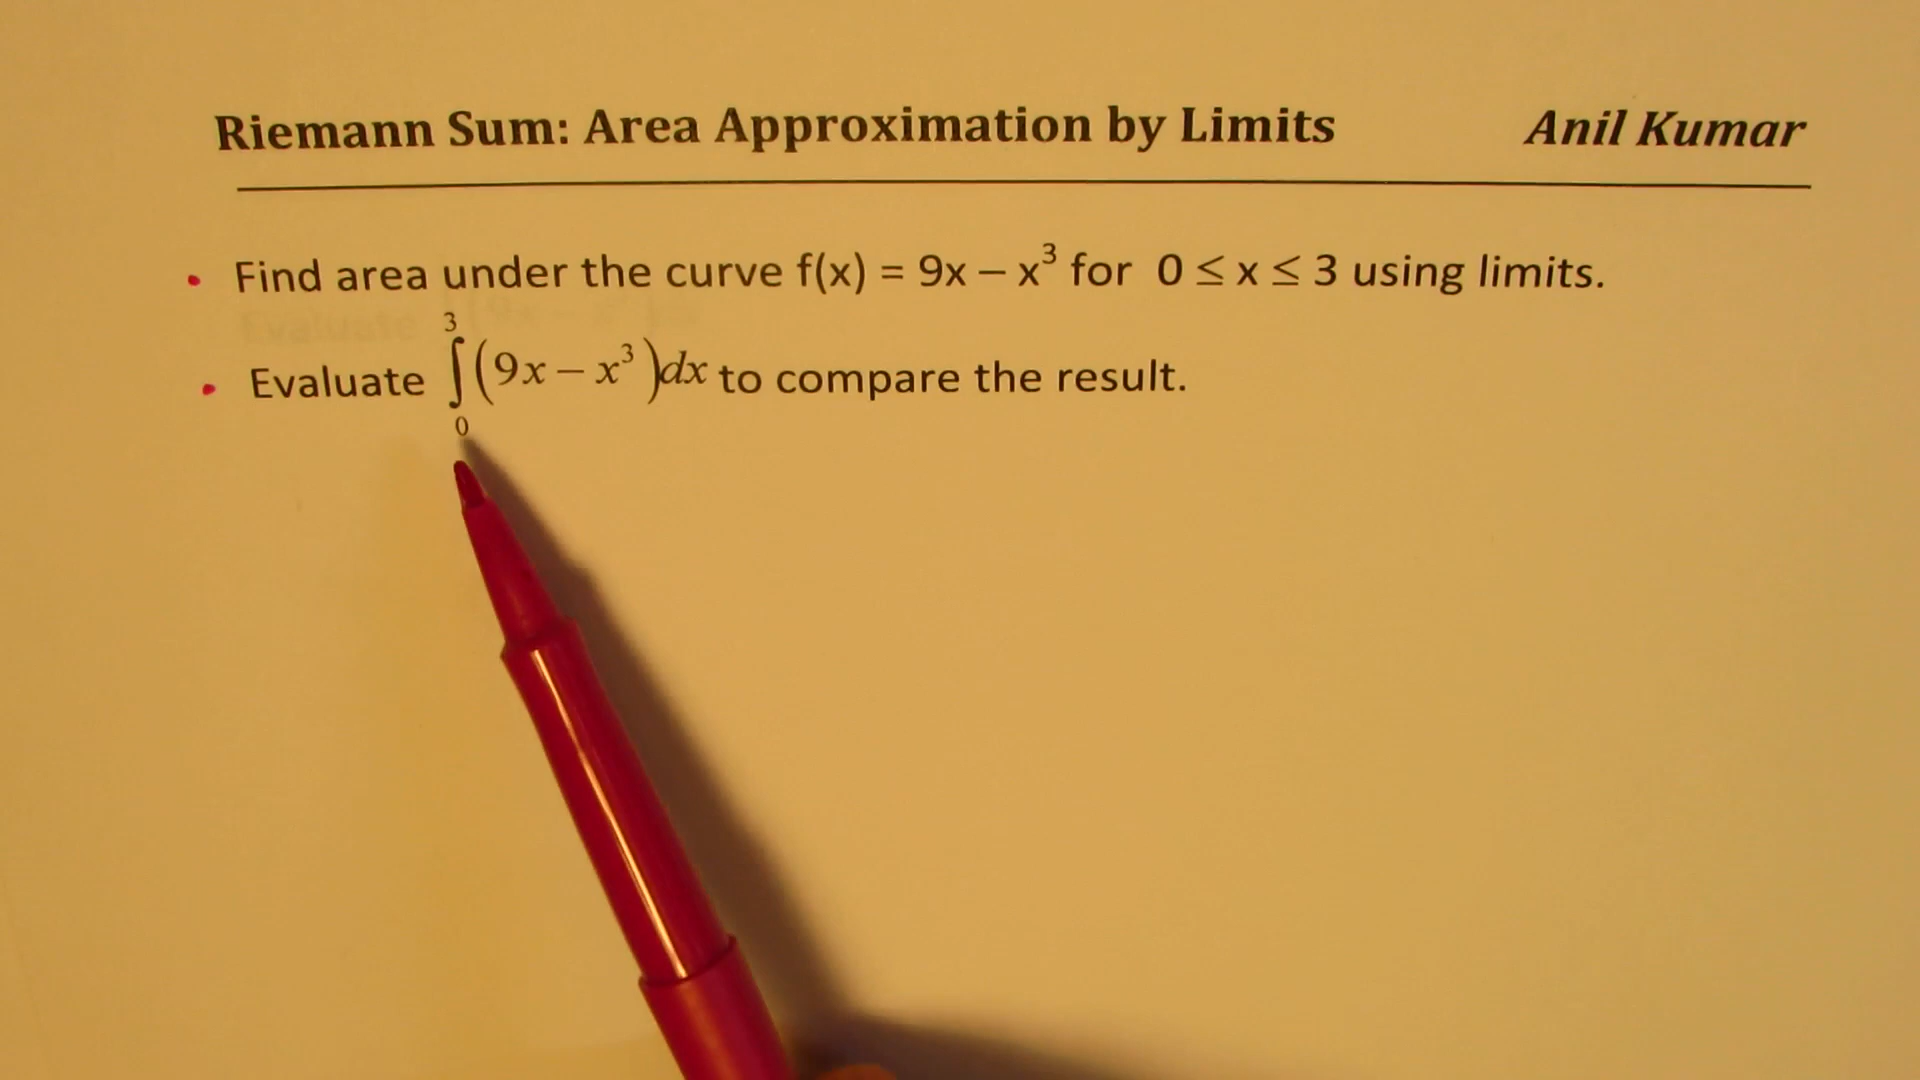 Riemann Sum: Area Approximation by Limits Anil Kumar
• Find area under the curve f(x) = 9x – x³ for 0 ≤ x ≤ 3 using limits.
• Evaluate ∫₀³(9x – x³)dx to compare the result.